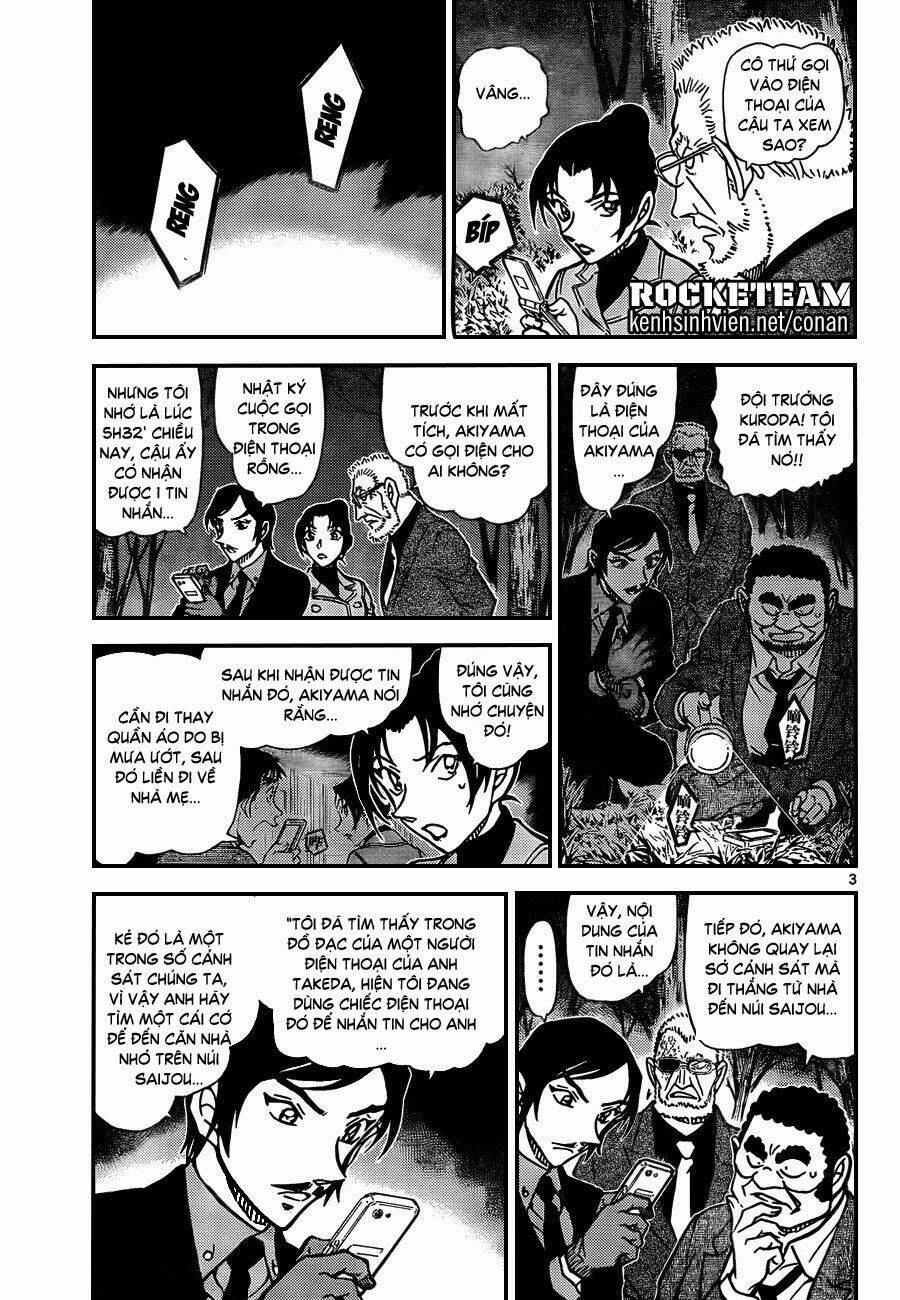 CÔ THỬ GỌI
VÀO ĐIỆN
THOẠI CỦA
CẬU TA XEM
SAO?
VÂNG...
BÍP
ROCKETEAM
kenhsinhvien.net/conan
RENG
RENG
ĐỘI TRƯỞNG
KURODA! TÔI
ĐÃ TÌM THẤY
NÓ!!
ĐÂY ĐÚNG
LÀ ĐIỆN
THOẠI CỦA
AKIYAMA
...
嘀铃铃
嘀铃铃
TRƯỚC KHI MẤT
TÍCH, AKIYAMA
CÓ GỌI ĐIỆN CHO
AI KHÔNG?
NHẬT KÝ
CUỘC GỌI
TRONG
ĐIỆN THOẠI
RỖNG...
NHƯNG TÔI
NHỚ LÀ LÚC
5H32' CHIỀU
NAY, CẬU ẤY
CÓ NHẬN
ĐƯỢC 1 TIN
NHẮN...
ĐÚNG VẬY,
TÔI CŨNG
NHỚ CHUYỆN
ĐÓ!
SAU KHI NHẬN ĐƯỢC TIN
NHẮN ĐÓ, AKIYAMA NÓI
RẰNG...
CẦN ĐI THAY
QUẦN ÁO DO BỊ
MƯA ƯỚT, SAU
ĐÓ LIỀN ĐI VỀ
NHÀ MẸ...
3
TIẾP ĐÓ, AKIYAMA
KHÔNG QUAY LẠI
SỞ CẢNH SÁT MÀ
ĐI THẲNG TỪ NHÀ
ĐẾN NÚI SAIJOU...
VẬY, NỘI
DUNG CỦA
TIN NHẮN
ĐÓ LÀ...
......
"TÔI ĐÃ TÌM THẤY TRONG
ĐỒ ĐẠC CỦA MỘT NGƯỜI
ĐIỆN THOẠI CỦA ANH
TAKEDA, HIỆN TÔI ĐANG
DÙNG CHIẾC ĐIỆN THOẠI
ĐÓ ĐỂ NHẮN TIN CHO ANH
...
KẺ ĐÓ LÀ MỘT
TRONG SỐ CẢNH
SÁT CHÚNG TA,
VÌ VẬY ANH HÃY
TÌM MỘT CÁI CỚ
ĐỂ ĐẾN CĂN NHÀ
NHỎ TRÊN NÚI
SAIJOU...